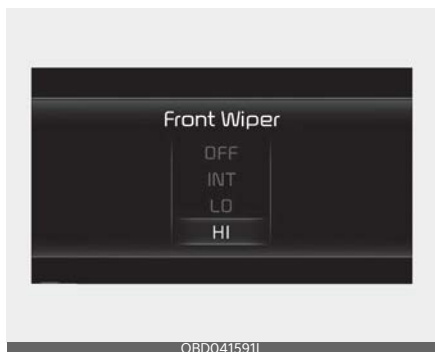 Front Wiper
OFF
INT
LO
HI
OBD041591L